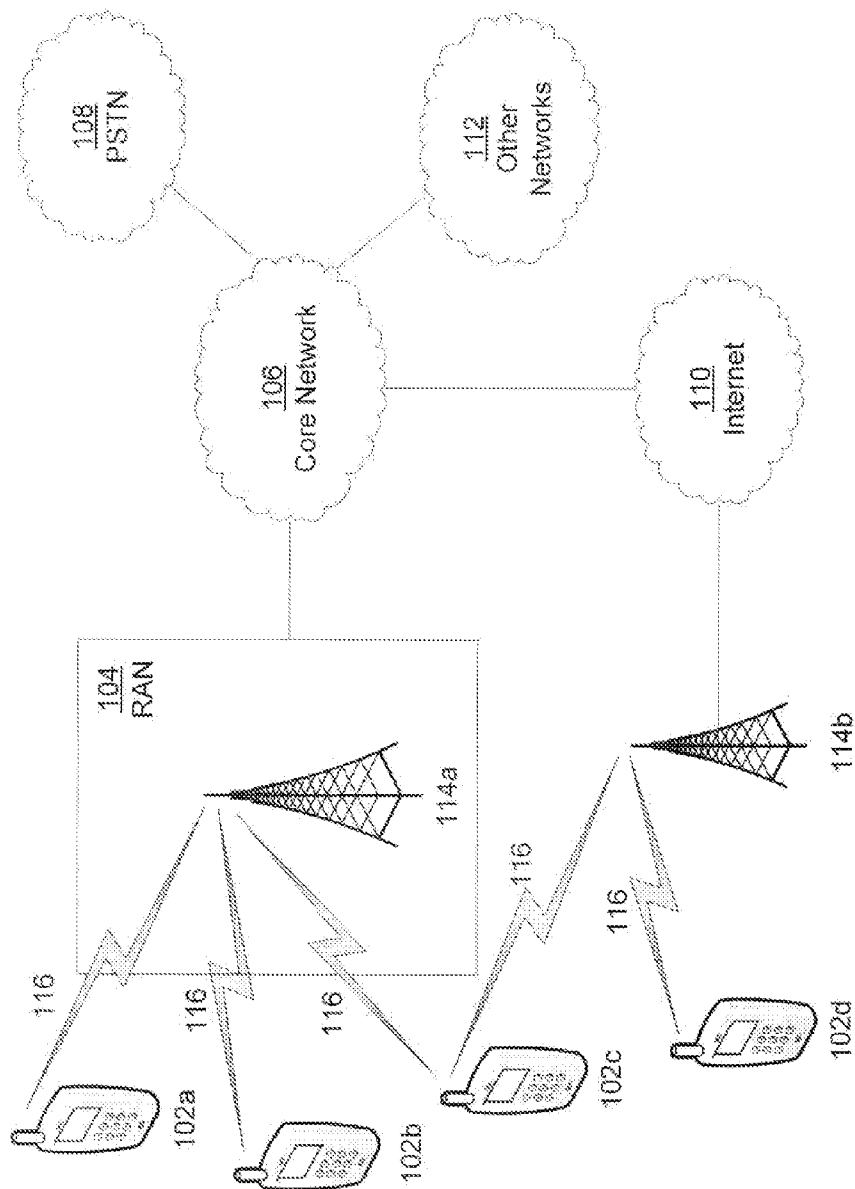 108
PSTN
112
Other
Networks
106
Core Network
110
Internet
104
RAN
114a
114b
116
116
116
116
116
102a
102b
102c
102d